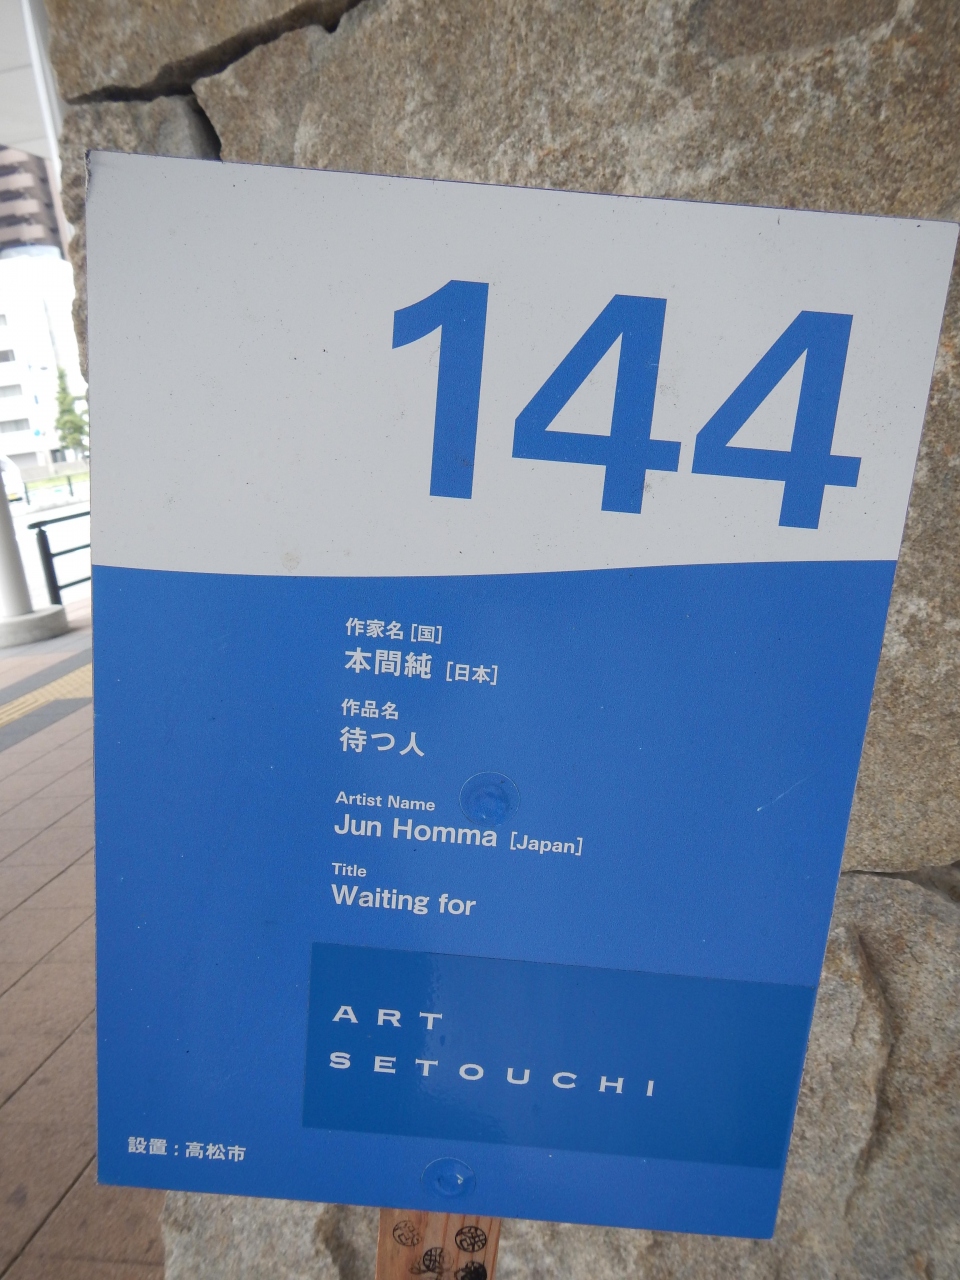 144
作家名 [国]
本間純 [日本]
作品名
待つ人
Artist Name
Jun Homma [Japan]
Title
Waiting for
ART
SETOUCHI
設置 : 高松市